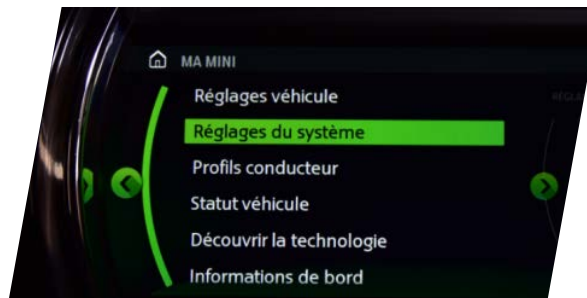 MA MINI
Réglages véhicule
Réglages du système
Profils conducteur
Statut véhicule
Découvrir la technologie
Informations de bord